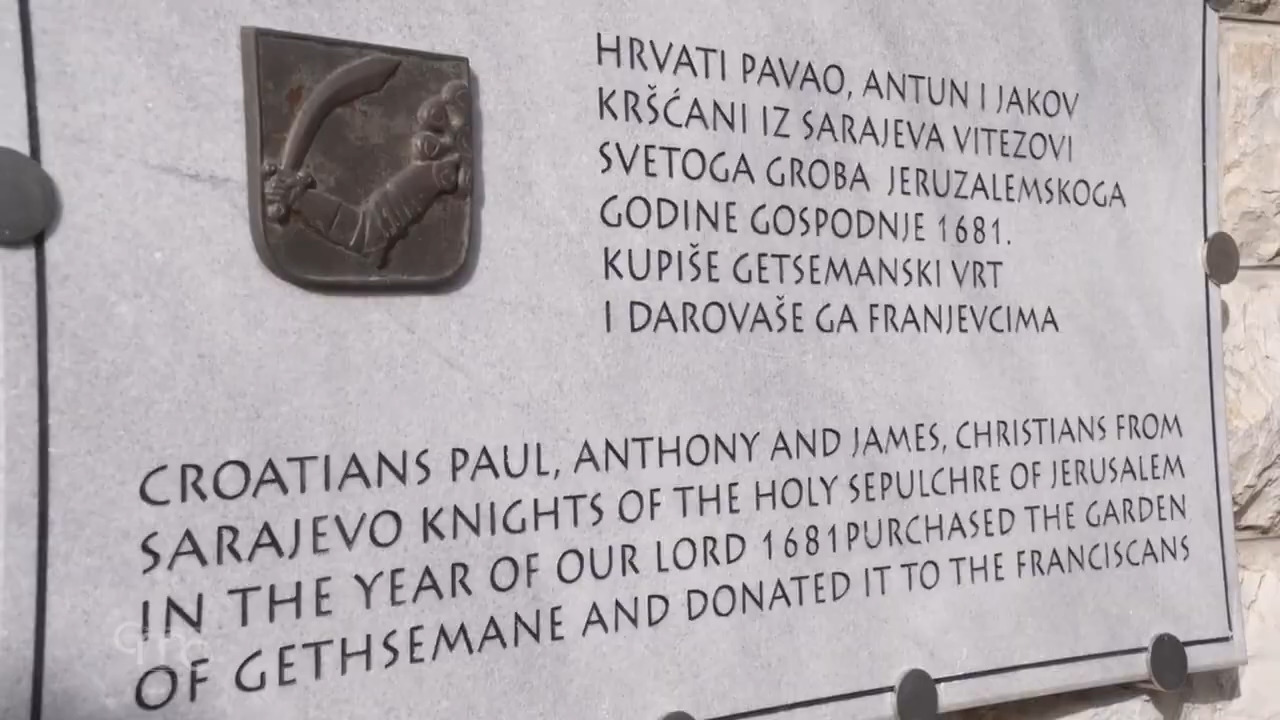 HRVATI PAVAO, ANTUN I JAKOV
KRŠĆANI IZ SARAJEVA VITEZOVI
SVETOGA GROBA JERUZALEMSKOGA
GODINE GOSPODNJE 1681.
KUPIŠE GETSEMANSKI VRT
I DAROVAŠE GA FRANJEVCIMA
CROATIANS PAUL, ANTHONY AND JAMES, CHRISTIANS FROM
SARAJEVO KNIGHTS OF THE HOLY SEPULCHRE OF JERUSALEM
IN THE YEAR OF OUR LORD 1681PURCHASED THE GARDEN
OF GETHSEMANE AND DONATED IT TO THE FRANCISCANS